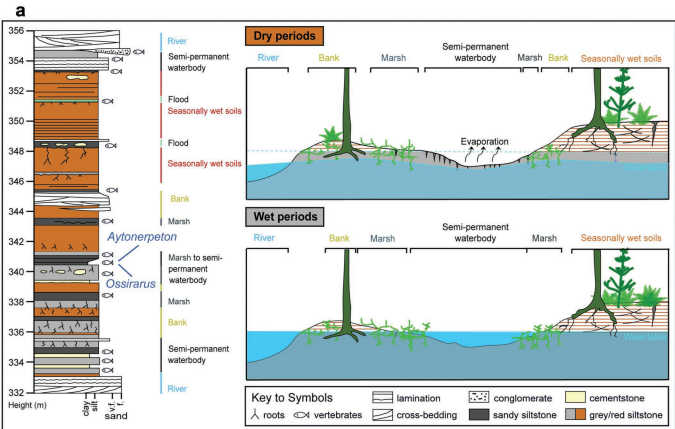 a
356
354
352
350
348
346
344
342
340
338
336
334
332
Height (m)
clay
silt
v.f.
f.
sand
River
Semi-permanent
waterbody
Flood
Seasonally wet soils
Flood
Seasonally wet soils
Bank
Marsh
Aytonerpeton
Ossirarus
Marsh to semi-
permanent
waterbody
Marsh
Bank
Semi-permanent
waterbody
River
Dry periods
River
Bank
Marsh
Semi-permanent
waterbody
Marsh
Bank
Seasonally wet soils
Evaporation
Wet periods
River
Bank
Marsh
Semi-permanent
waterbody
Marsh
Seasonally wet soils
Watertable
Key to Symbols
lamination
conglomerate
cementstone
roots
vertebrates
cross-bedding
sandy siltstone
grey/red siltstone